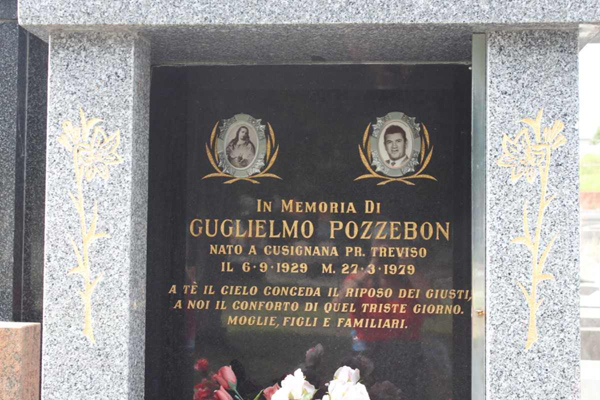 IN MEMORIA DI
GUGLIELMO POZZEBON
NATO A CUSIGNANA PR. TREVISO
IL 6·9·1929 M. 27·3·1979
A TÈ IL CIELO CONCEDA IL RIPOSO DEI GIUSTI,
A NOI IL CONFORTO DI QUEL TRISTE GIORNO.
MOGLIE, FIGLI E FAMILIARI.